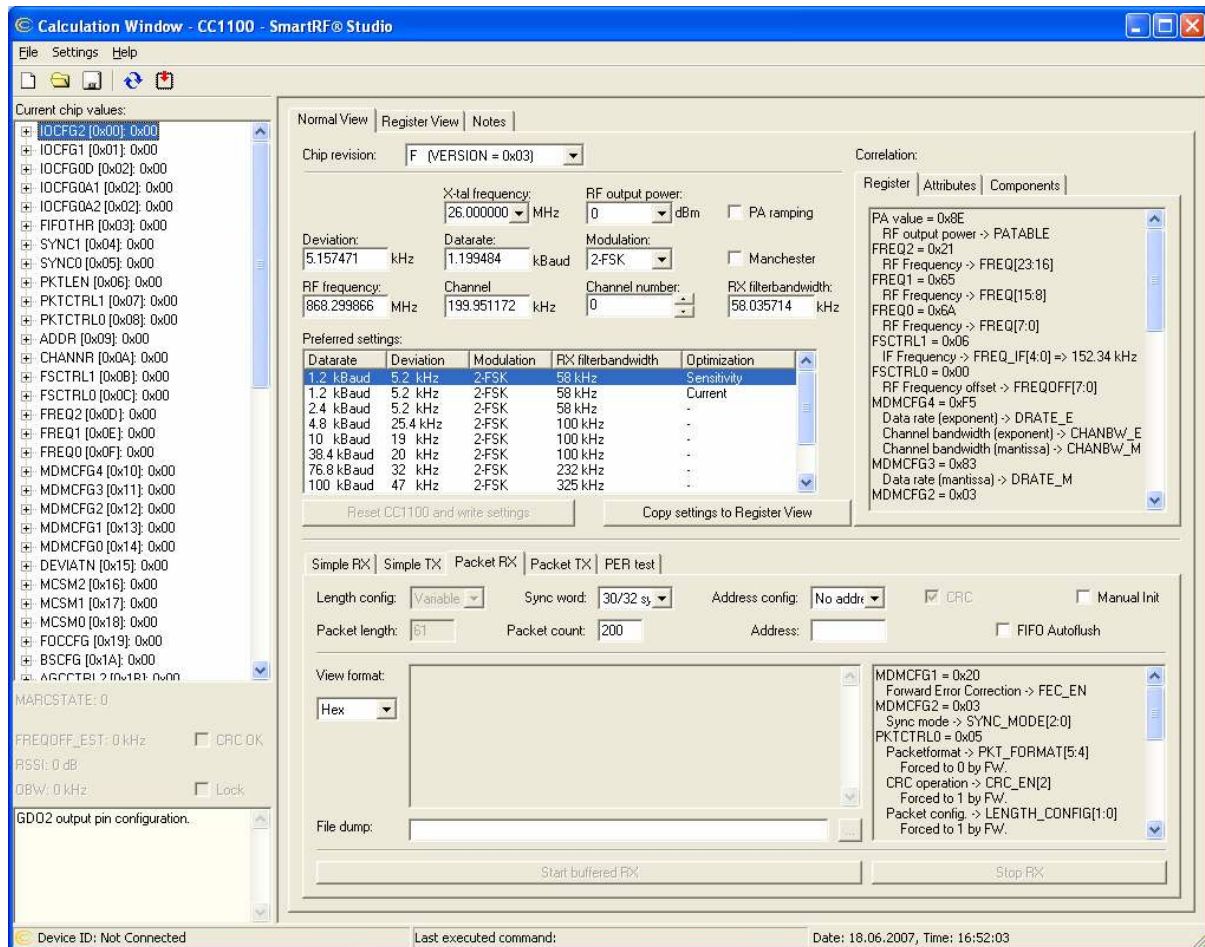 Calculation Window - CC1100 - SmartRF® Studio
File Settings Help
Current chip values:
IOCFG2 [0x00]: 0x00
IOCFG1 [0x01]: 0x00
IOCFG0D [0x02]: 0x00
IOCFG0A1 [0x02]: 0x00
IOCFG0A2 [0x02]: 0x00
FIFOTHR [0x03]: 0x00
SYNC1 [0x04]: 0x00
SYNC0 [0x05]: 0x00
PKTLEN [0x06]: 0x00
PKTCTRL1 [0x07]: 0x00
PKTCTRL0 [0x08]: 0x00
ADDR [0x09]: 0x00
CHANNR [0x0A]: 0x00
FSCTRL1 [0x0B]: 0x00
FSCTRL0 [0x0C]: 0x00
FREQ2 [0x0D]: 0x00
FREQ1 [0x0E]: 0x00
FREQ0 [0x0F]: 0x00
MDMCFG4 [0x10]: 0x00
MDMCFG3 [0x11]: 0x00
MDMCFG2 [0x12]: 0x00
MDMCFG1 [0x13]: 0x00
MDMCFG0 [0x14]: 0x00
DEVIATN [0x15]: 0x00
MCSM2 [0x16]: 0x00
MCSM1 [0x17]: 0x00
MCSM0 [0x18]: 0x00
FOCCFG [0x19]: 0x00
BSCFG [0x1A]: 0x00
AGCCTRL2 [0x1B]: 0x00
MARCSTATE: 0
FREQOFF_EST: 0 kHz CRC OK
RSSI: 0 dB
OBW: 0 kHz Lock
GDO2 output pin configuration.
Normal View Register View Notes
Chip revision: F (VERSION = 0x03)
X-tal frequency: RF output power:
26.000000 MHz 0 dBm PA ramping
Deviation: Datarate: Modulation:
5.157471 kHz 1.199484 kBaud 2-FSK Manchester
RF frequency: Channel Channel number: RX filterbandwidth:
868.299866 MHz 199.951172 kHz 0 58.035714 kHz
Preferred settings:
Datarate Deviation Modulation RX filterbandwidth Optimization
1.2 kBaud 5.2 kHz 2-FSK 58 kHz Sensitivity
1.2 kBaud 5.2 kHz 2-FSK 58 kHz Current
2.4 kBaud 5.2 kHz 2-FSK 58 kHz -
4.8 kBaud 25.4 kHz 2-FSK 100 kHz -
10 kBaud 19 kHz 2-FSK 100 kHz -
38.4 kBaud 20 kHz 2-FSK 100 kHz -
76.8 kBaud 32 kHz 2-FSK 232 kHz -
100 kBaud 47 kHz 2-FSK 325 kHz -
Reset CC1100 and write settings Copy settings to Register View
Correlation:
Register Attributes Components
PA value = 0x8E
RF output power -> PATABLE
FREQ2 = 0x21
RF Frequency -> FREQ[23:16]
FREQ1 = 0x65
RF Frequency -> FREQ[15:8]
FREQ0 = 0x6A
RF Frequency -> FREQ[7:0]
FSCTRL1 = 0x06
IF Frequency -> FREQ_IF[4:0] => 152.34 kHz
FSCTRL0 = 0x00
RF Frequency offset -> FREQOFF[7:0]
MDMCFG4 = 0xF5
Data rate (exponent) -> DRATE_E
Channel bandwidth (exponent) -> CHANBW_E
Channel bandwidth (mantissa) -> CHANBW_M
MDMCFG3 = 0x83
Data rate (mantissa) -> DRATE_M
MDMCFG2 = 0x03
Simple RX Simple TX Packet RX Packet TX PER test
Length config: Variable Sync word: 30/32 sy Address config: No addre CRC Manual Init
Packet length: 61 Packet count: 200 Address: FIFO Autoflush
View format:
Hex
File dump: ...
MDMCFG1 = 0x20
Forward Error Correction -> FEC_EN
MDMCFG2 = 0x03
Sync mode -> SYNC_MODE[2:0]
PKTCTRL0 = 0x05
Packetformat -> PKT_FORMAT[5:4]
Forced to 0 by FW.
CRC operation -> CRC_EN[2]
Forced to 1 by FW.
Packet config. -> LENGTH_CONFIG[1:0]
Forced to 1 by FW.
Start buffered RX Stop RX
Device ID: Not Connected Last executed command: Date: 18.06.2007, Time: 16:52:03